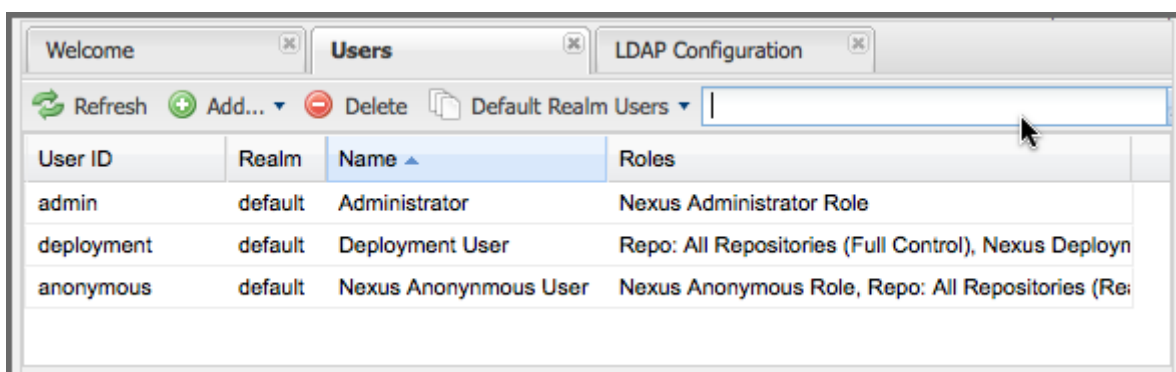 Welcome Users LDAP Configuration
Refresh Add... Delete Default Realm Users
User ID Realm Name Roles
admin default Administrator Nexus Administrator Role
deployment default Deployment User Repo: All Repositories (Full Control), Nexus
anonymous default Nexus Anonynmous User Nexus Anonymous Role, Repo: All Repositories